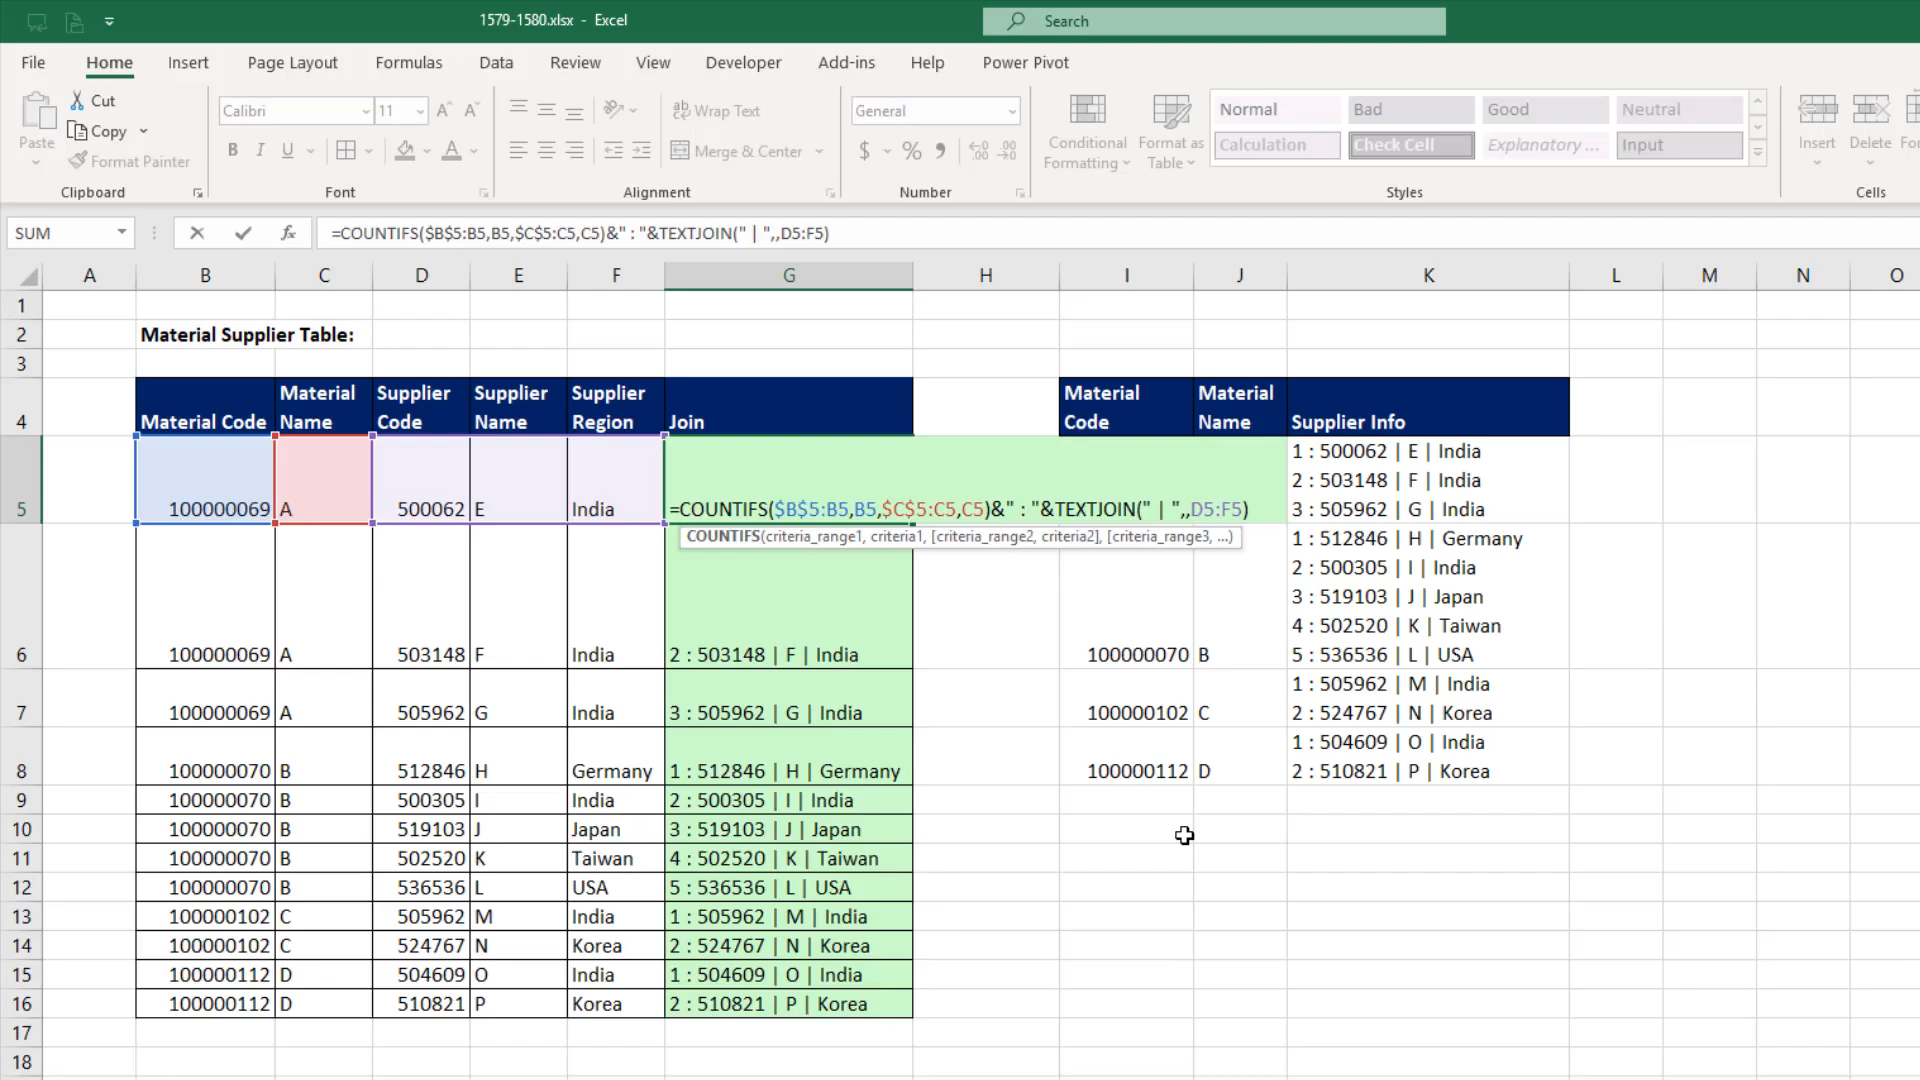 1579-1580.xlsx - Excel
Search
File Home Insert Page Layout Formulas Data Review View Developer Add-ins Help Power Pivot
Paste
Cut
Copy
Format Painter
Clipboard
Calibri 11
B I U
Font
Wrap Text
Merge & Center
Alignment
General
$ %
Number
Conditional Formatting
Format as Table
Normal Bad Good Neutral
Calculation Check Cell Explanatory ... Input
Styles
Insert Delete
Cells
SUM
fx
=COUNTIFS($B$5:B5,B5,$C$5:C5,C5)&" : "&TEXTJOIN(" | ",,D5:F5)
A B C D E F G H I J K L M N O
1
2 Material Supplier Table:
3
4 Material Code Material Name Supplier Code Supplier Name Supplier Region Join Material Code Material Name Supplier Info
1 : 500062 | E | India
2 : 503148 | F | India
5 100000069 A 500062 E India =COUNTIFS($B$5:B5,B5,$C$5:C5,C5)&" : "&TEXTJOIN(" | ",,D5:F5) 3 : 505962 | G | India
COUNTIFS(criteria_range1, criteria1, [criteria_range2, criteria2], [criteria_range3, ...)
1 : 512846 | H | Germany
2 : 500305 | I | India
3 : 519103 | J | Japan
4 : 502520 | K | Taiwan
6 100000069 A 503148 F India 2 : 503148 | F | India 100000070 B 5 : 536536 | L | USA
1 : 505962 | M | India
7 100000069 A 505962 G India 3 : 505962 | G | India 100000102 C 2 : 524767 | N | Korea
1 : 504609 | O | India
8 100000070 B 512846 H Germany 1 : 512846 | H | Germany 100000112 D 2 : 510821 | P | Korea
9 100000070 B 500305 I India 2 : 500305 | I | India
10 100000070 B 519103 J Japan 3 : 519103 | J | Japan
11 100000070 B 502520 K Taiwan 4 : 502520 | K | Taiwan
12 100000070 B 536536 L USA 5 : 536536 | L | USA
13 100000102 C 505962 M India 1 : 505962 | M | India
14 100000102 C 524767 N Korea 2 : 524767 | N | Korea
15 100000112 D 504609 O India 1 : 504609 | O | India
16 100000112 D 510821 P Korea 2 : 510821 | P | Korea
17
18